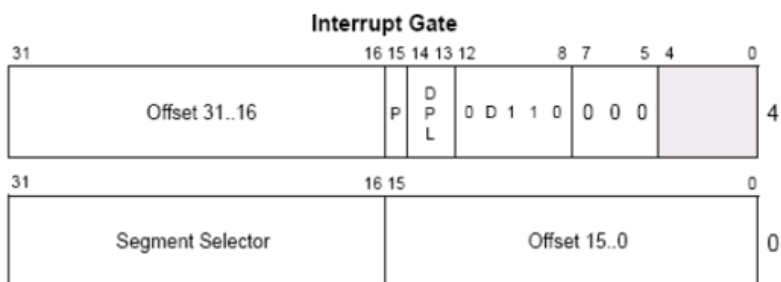 Interrupt Gate
31 16 15 14 13 12 8 7 5 4 0
Offset 31..16 P D P L 0 D 1 1 0 0 0 0 4
31 16 15 0
Segment Selector Offset 15..0 0